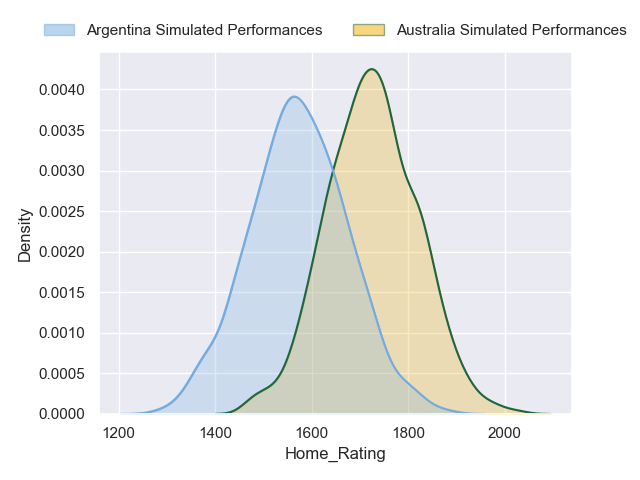 Argentina Simulated Performances Australia Simulated Performances
0.0040
0.0035
0.0030
0.0025
0.0020
0.0015
0.0010
0.0005
0.0000
Density
1200 1400 1600 1800 2000
Home_Rating